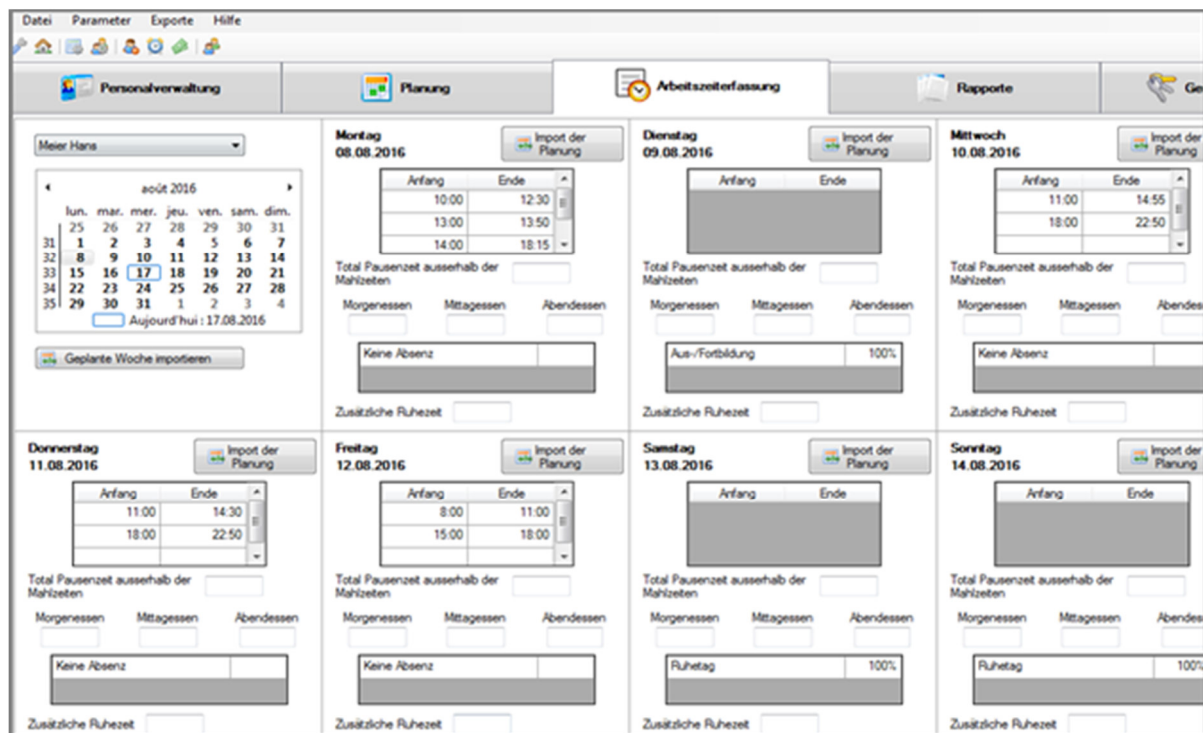 Datei Parameter Exporte Hilfe
Personalverwaltung Planung Arbeitszeiterfassung Rapporte Ge
Meier Hans
août 2016
lun. mar. mer. jeu. ven. sam. dim.
25 26 27 28 29 30 31
31 1 2 3 4 5 6 7
32 8 9 10 11 12 13 14
33 15 16 17 18 19 20 21
34 22 23 24 25 26 27 28
35 29 30 31 1 2 3 4
Aujourd'hui : 17.08.2016
Geplante Woche importieren
Montag
08.08.2016
Import der
Planung
Anfang Ende
10:00 12:30
13:00 13:50
14:00 18:15
Total Pausenzeit ausserhalb der
Mahlzeiten
Morgenessen Mittagessen Abendessen
Keine Absenz
Zusätzliche Ruhezeit
Dienstag
09.08.2016
Import der
Planung
Anfang Ende
Total Pausenzeit ausserhalb der
Mahlzeiten
Morgenessen Mittagessen Abendessen
Aus-/Fortbildung 100%
Zusätzliche Ruhezeit
Mittwoch
10.08.2016
Import der
Planung
Anfang Ende
11:00 14:55
18:00 22:50
Total Pausenzeit ausserhalb der
Mahlzeiten
Morgenessen Mittagessen Abendess
Keine Absenz
Zusätzliche Ruhezeit
Donnerstag
11.08.2016
Import der
Planung
Anfang Ende
11:00 14:30
18:00 22:50
Total Pausenzeit ausserhalb der
Mahlzeiten
Morgenessen Mittagessen Abendessen
Keine Absenz
Zusätzliche Ruhezeit
Freitag
12.08.2016
Import der
Planung
Anfang Ende
8:00 11:00
15:00 18:00
Total Pausenzeit ausserhalb der
Mahlzeiten
Morgenessen Mittagessen Abendessen
Keine Absenz
Zusätzliche Ruhezeit
Samstag
13.08.2016
Import der
Planung
Anfang Ende
Total Pausenzeit ausserhalb der
Mahlzeiten
Morgenessen Mittagessen Abendessen
Ruhetag 100%
Zusätzliche Ruhezeit
Sonntag
14.08.2016
Import der
Planung
Anfang Ende
Total Pausenzeit ausserhalb der
Mahlzeiten
Morgenessen Mittagessen Abendess
Ruhetag 100%
Zusätzliche Ruhezeit